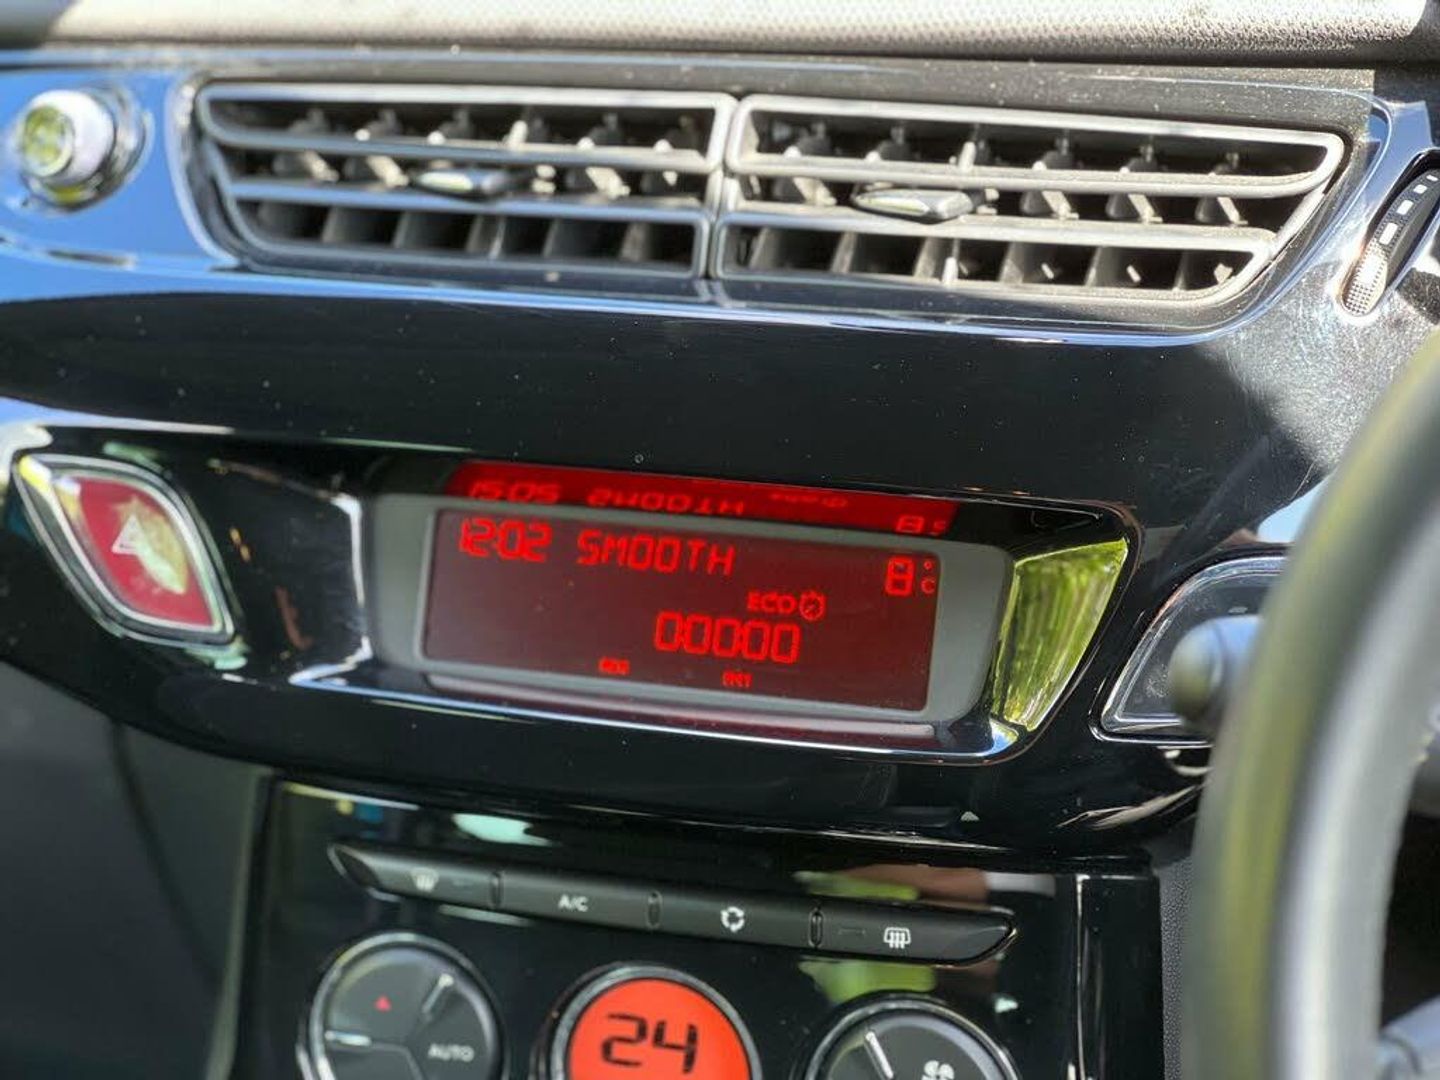 12:02 SMOOTH 8°C
ECO
00000
A/C
AUTO
24